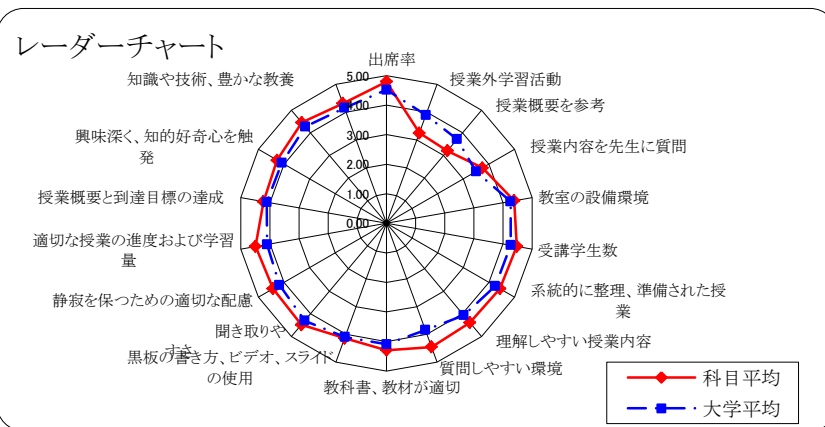 レーダーチャート
出席率
授業外学習活動
授業概要を参考
授業内容を先生に質問
教室の設備環境
受講学生数
系統的に整理、準備された授
業
理解しやすい授業内容
質問しやすい環境
教科書、教材が適切
黒板の書き方、ビデオ、スライド
の使用
聞き取りや
すさ
静寂を保つための適切な配慮
適切な授業の進度および学習
量
授業概要と到達目標の達成
興味深く、知的好奇心を触
発
知識や技術、豊かな教養
5.00
4.00
3.00
2.00
1.00
0.00
科目平均
大学平均